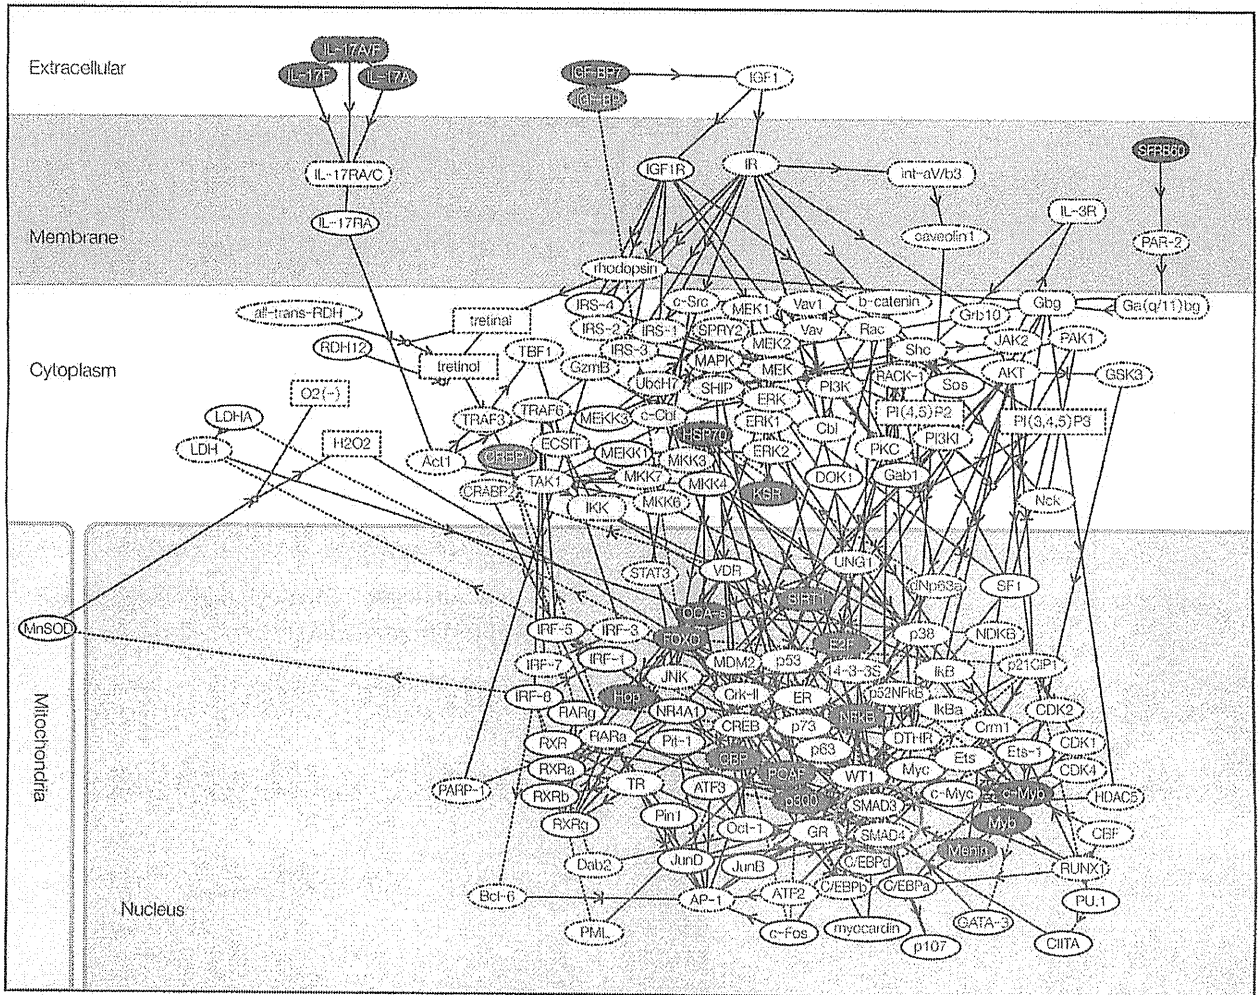 Extracellular
IL-17A/F
IL-17F
IL-17A
IGF-BP7
IGF-BP
IGF1
Membrane
IL-17RA/C
IL-17RA
IGF1R
IR
int-aV/b3
SFRB60
IL-3R
caveolin1
PAR-2
rhodopsin
Cytoplasm
all-trans-RDH
RDH12
tretinal
tretinol
O2(-)
H2O2
LDHA
LDH
IRS-4
c-Src
MEK1
Vav1
b-catenin
Grb10
Gbg
Ga(q/11)bg
IRS-2
IRS-1
SPRY2
Vav
Rac
TBF1
IRS-3
MEK2
Shc
JAK2
PAK1
GzmB
MAPK
MEK
UbcH7
SHIP
PI3K
RACK-1
Sos
AKT
GSK3
TRAF3
TRAF6
MEKK3
c-Cbl
ERK
ERK1
Cbl
PI(4,5)P2
PI(3,4,5)P3
ECSIT
HSP70
PI3KI
Act1
CREB1
MEKK1
MKK3
ERK2
PKC
TAK1
MKK7
MKK4
DOK1
Gab1
CRABP2
KSR
IKK
MKK6
Nck
Mitochondria
MnSOD
Nucleus
STAT3
VDR
UNG1
dNp63a
SF1
SIRT1
OCA-B
IRF-5
IRF-3
FOXO
E2F
p38
NDKB
IRF-7
IRF-1
MDM2
p53
14-3-3S
IkB
p21CIP1
JNK
IRF-8
Hop
Crk-II
ER
p52NFkB
RARg
NR4A1
NFkB
IkBa
CDK2
CREB
p73
Crm1
RXR
RARa
Pit-1
p63
DTHR
Ets
Ets-1
CDK1
CBP
RXRa
PCAF
WT1
Myc
CDK4
PARP-1
TR
ATF3
c-Myc
c-Myb
HDAC5
RXRb
p300
SMAD3
RXRg
Pin1
Oct-1
GR
SMAD4
Myb
CBF
Dab2
JunD
JunB
C/EBPd
Menin
RUNX1
Bcl-6
AP-1
ATF2
C/EBPb
C/EBPa
PU.1
PML
c-Fos
myocardin
p107
GATA-3
CIITA